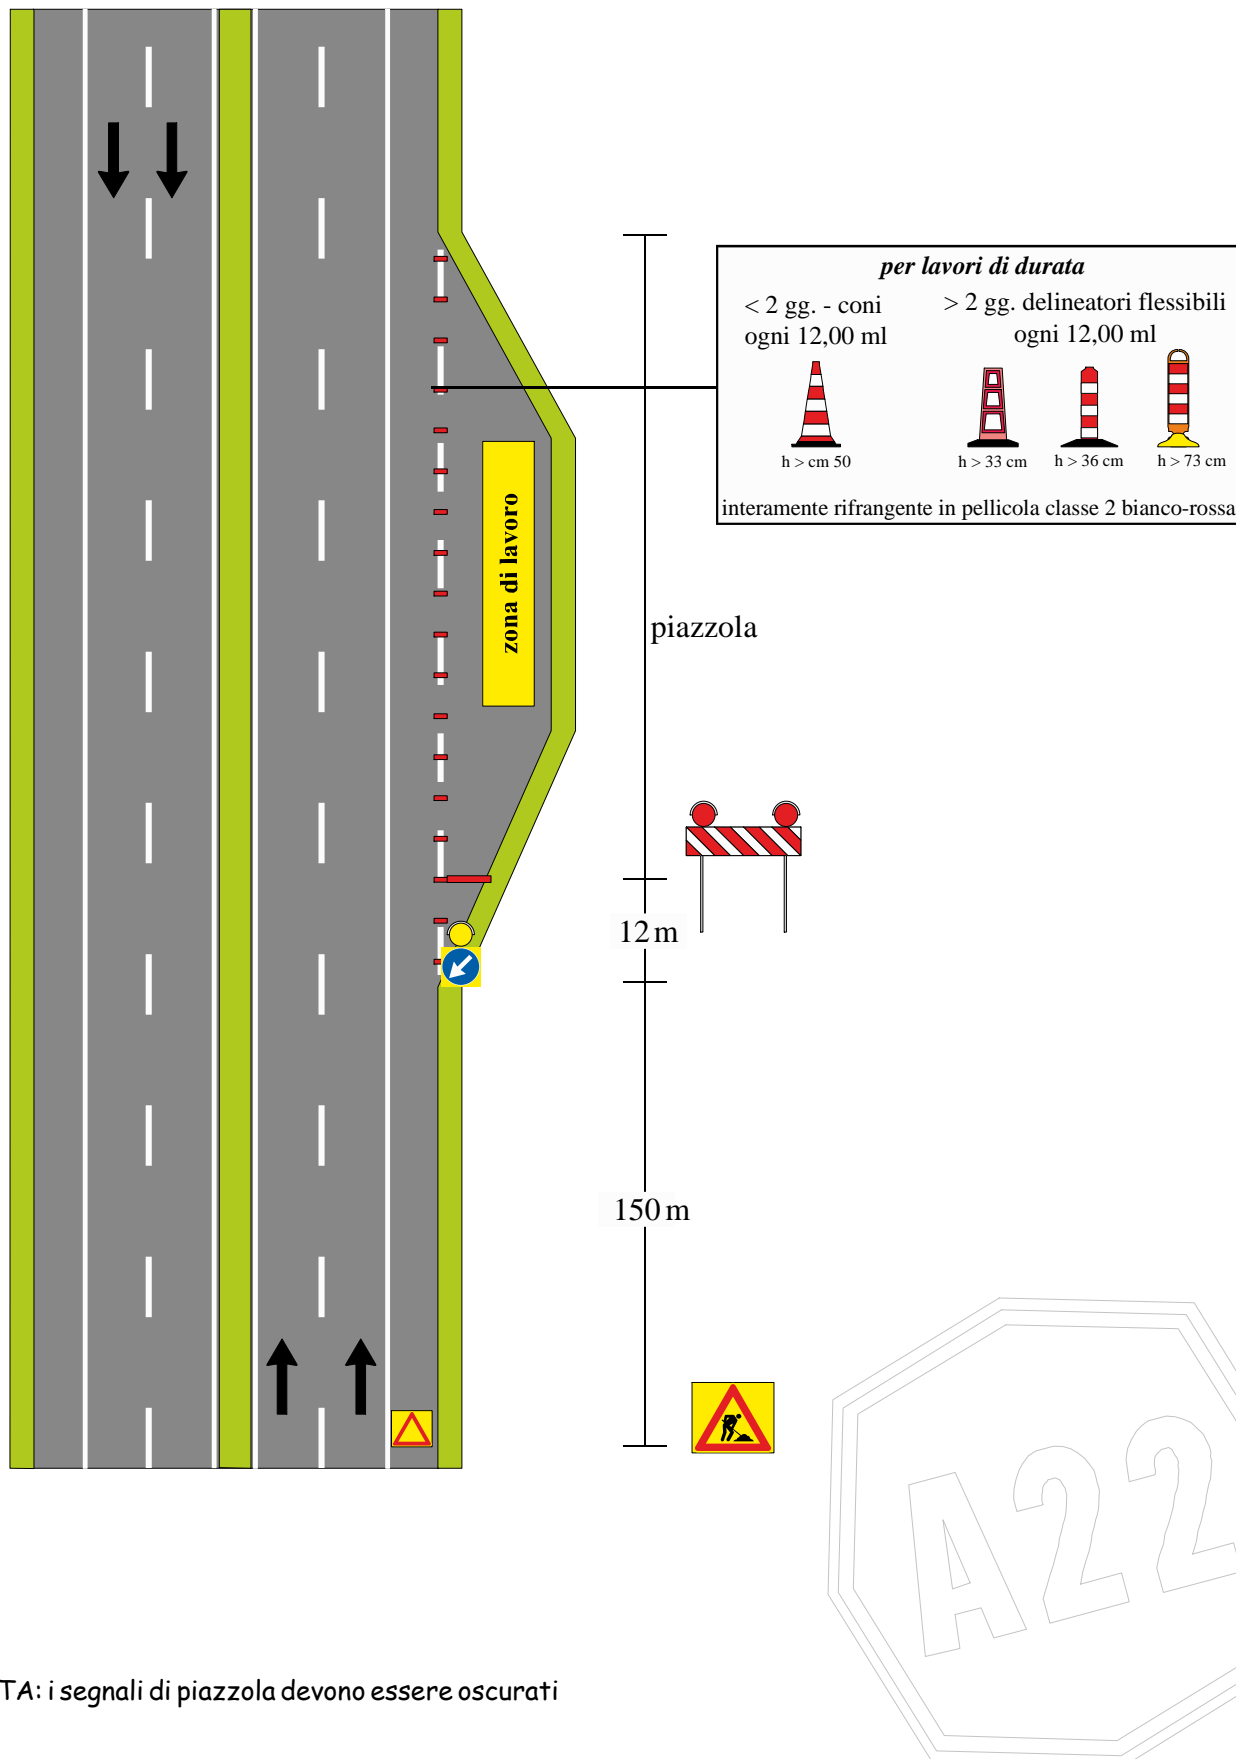 per lavori di durata
< 2 gg. - coni
ogni 12,00 ml
> 2 gg. delineatori flessibili
ogni 12,00 ml
h > cm 50
h > 33 cm
h > 36 cm
h > 73 cm
interamente rifrangente in pellicola classe 2 bianco-rossa
zona di lavoro
piazzola
12 m
150 m
A22
TA: i segnali di piazzola devono essere oscurati